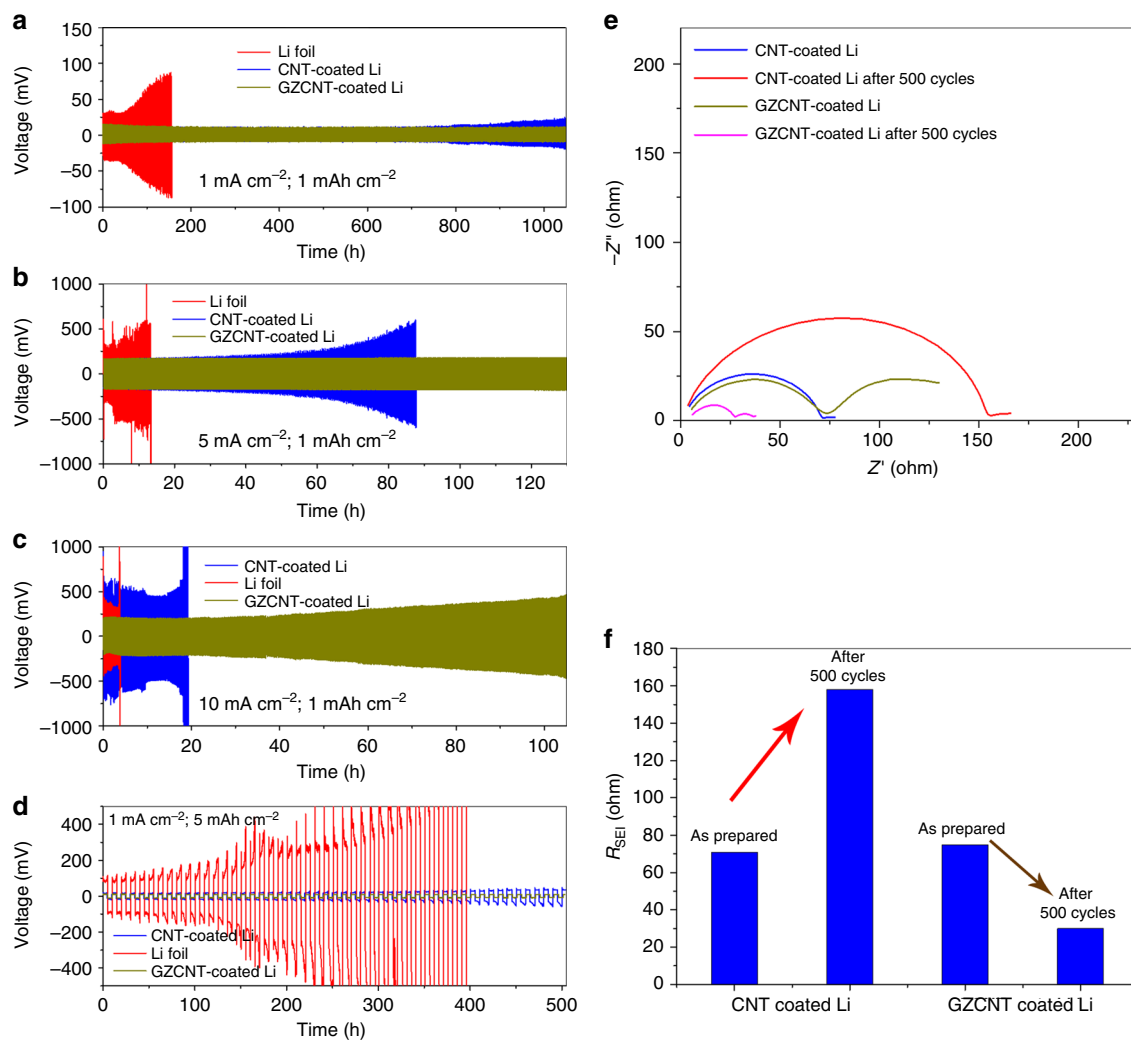 a
150
100
50
0
−50
−100
Voltage (mV)
Li foil
CNT-coated Li
GZCNT-coated Li
1 mA cm⁻²; 1 mAh cm⁻²
0 200 400 600 800 1000
Time (h)
b
1000
500
0
−500
−1000
Voltage (mV)
Li foil
CNT-coated Li
GZCNT-coated Li
5 mA cm⁻²; 1 mAh cm⁻²
0 20 40 60 80 100 120
Time (h)
c
1000
500
0
−500
−1000
Voltage (mV)
CNT-coated Li
Li foil
GZCNT-coated Li
10 mA cm⁻²; 1 mAh cm⁻²
0 20 40 60 80 100
Time (h)
d
400
200
0
−200
−400
Voltage (mV)
1 mA cm⁻²; 5 mAh cm⁻²
CNT-coated Li
Li foil
GZCNT-coated Li
0 100 200 300 400 500
Time (h)
e
200
150
100
50
0
−Z'' (ohm)
CNT-coated Li
CNT-coated Li after 500 cycles
GZCNT-coated Li
GZCNT-coated Li after 500 cycles
0 50 100 150 200
Z' (ohm)
f
180
160
140
120
100
80
60
40
20
0
R_SEI (ohm)
As prepared
After
500 cycles
As prepared
After
500 cycles
CNT coated Li GZCNT coated Li